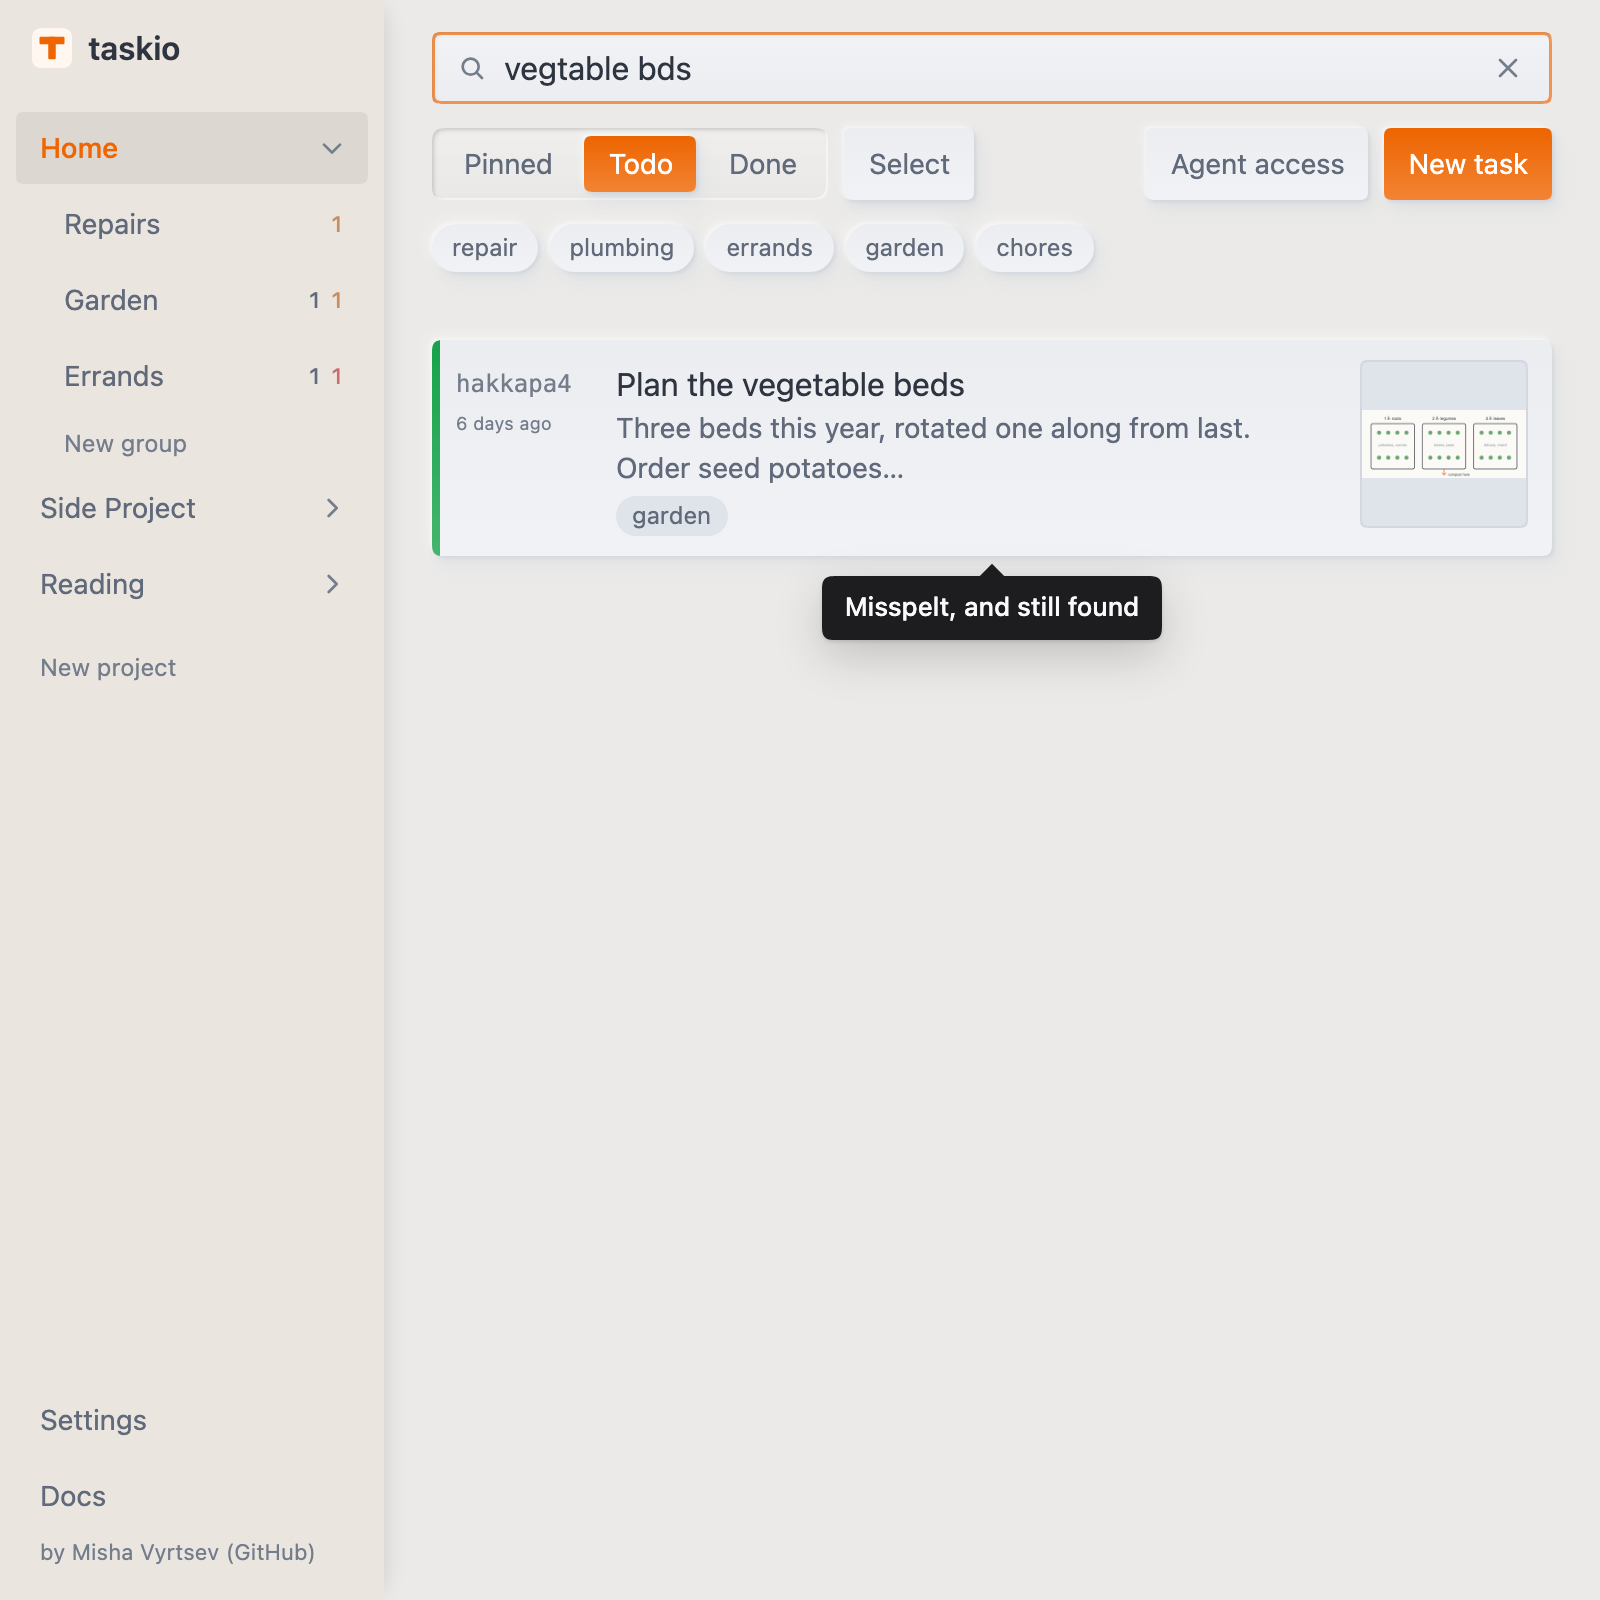 taskio
Home
Repairs 1
Garden 1 1
Errands 1 1
New group
Side Project
Reading
New project
Settings
Docs
by Misha Vyrtsev (GitHub)
vegtable bds
Pinned Todo Done Select Agent access New task
repair plumbing errands garden chores
hakkapa4
6 days ago
Plan the vegetable beds
Three beds this year, rotated one along from last.
Order seed potatoes...
garden
Misspelt, and still found